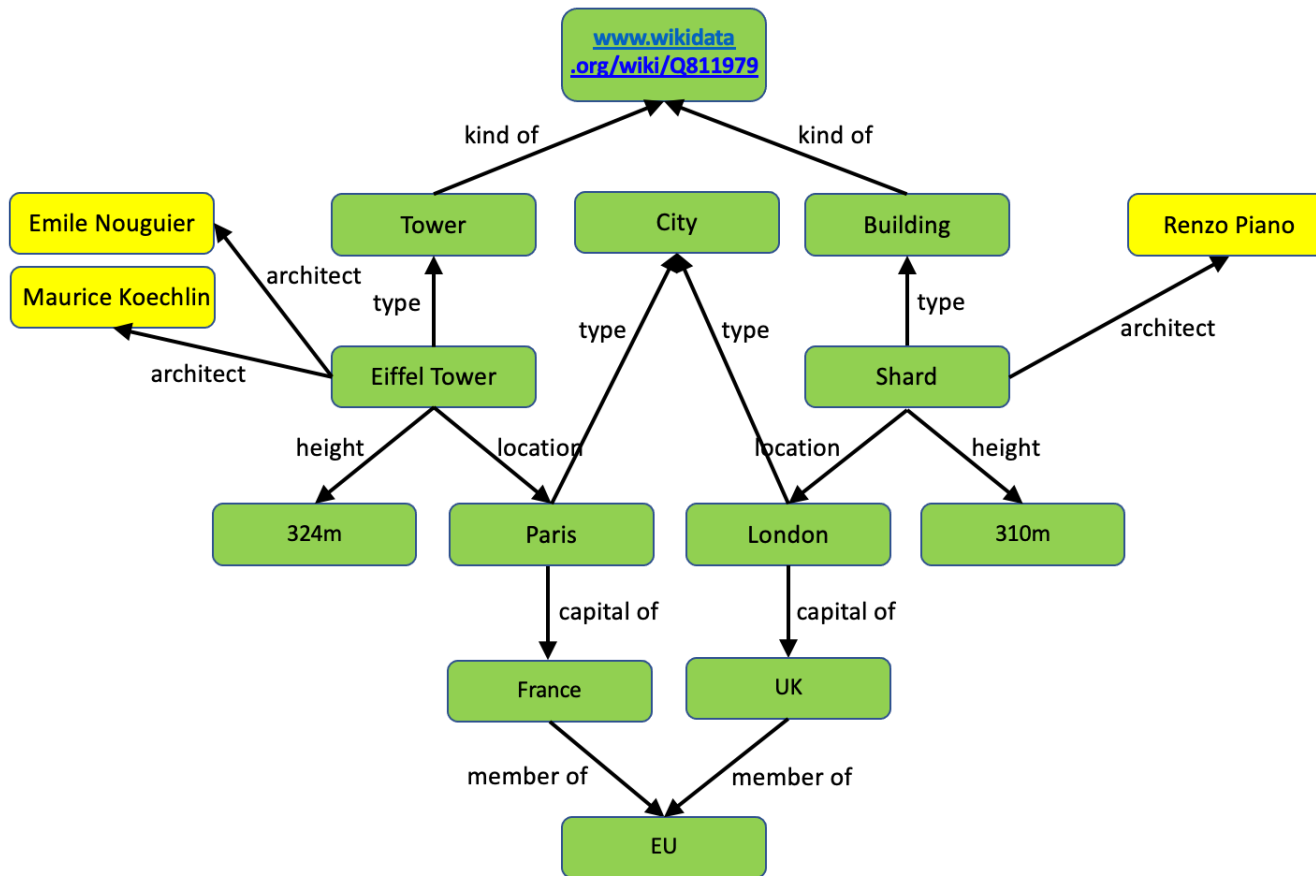 www.wikidata
.org/wiki/Q811979
kind of
kind of
Emile Nouguier
Tower
City
Building
Renzo Piano
Maurice Koechlin
architect
type
type
type
type
architect
architect
Eiffel Tower
Shard
height
location
location
height
324m
Paris
London
310m
capital of
capital of
France
UK
member of
member of
EU